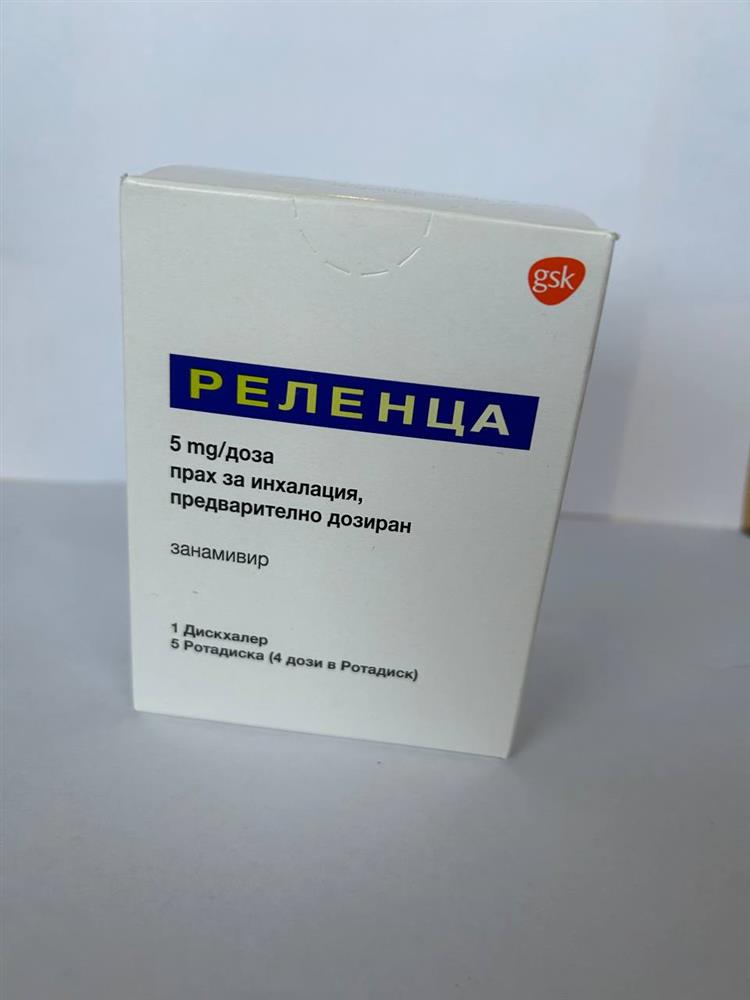 gsk
РЕЛЕНЦА
5 mg/доза
прах за инхалация,
предварително дозиран
занамивир
1 Дискхалер
5 Ротадиска (4 дози в Ротадиск)